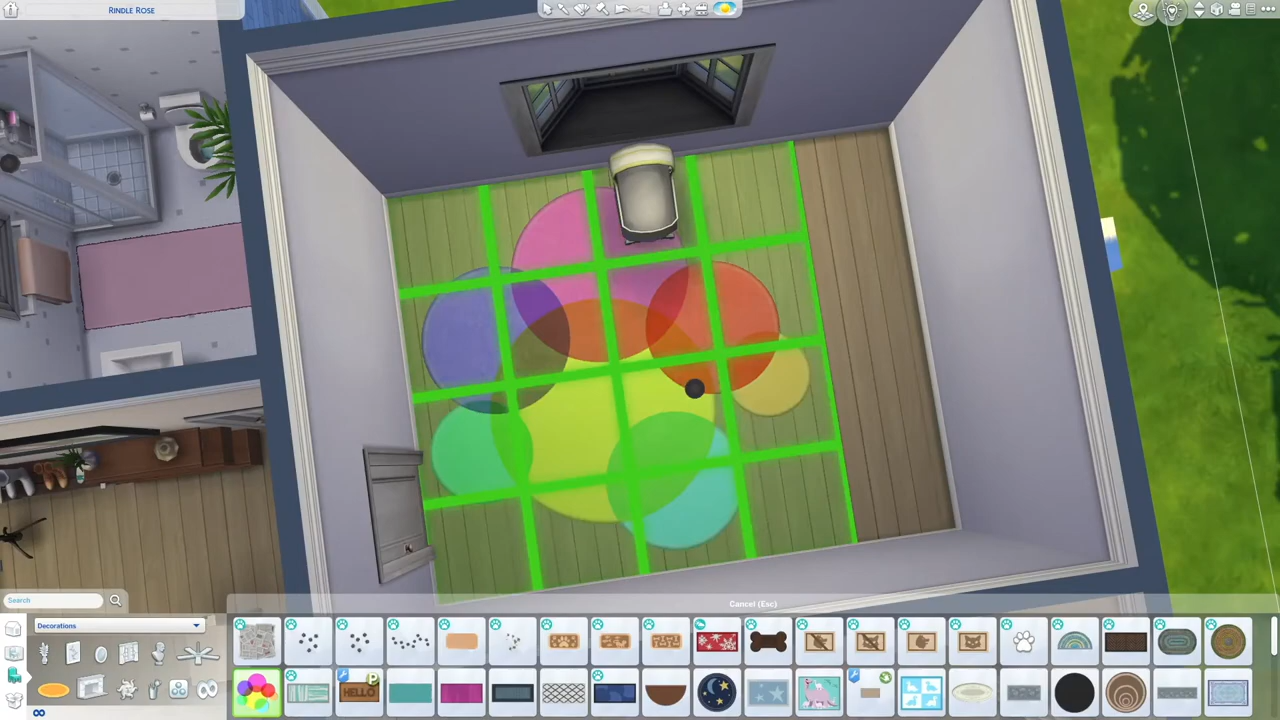 RINDLE ROSE
Cancel (Esc)
Search
Decorations
HELLO
P